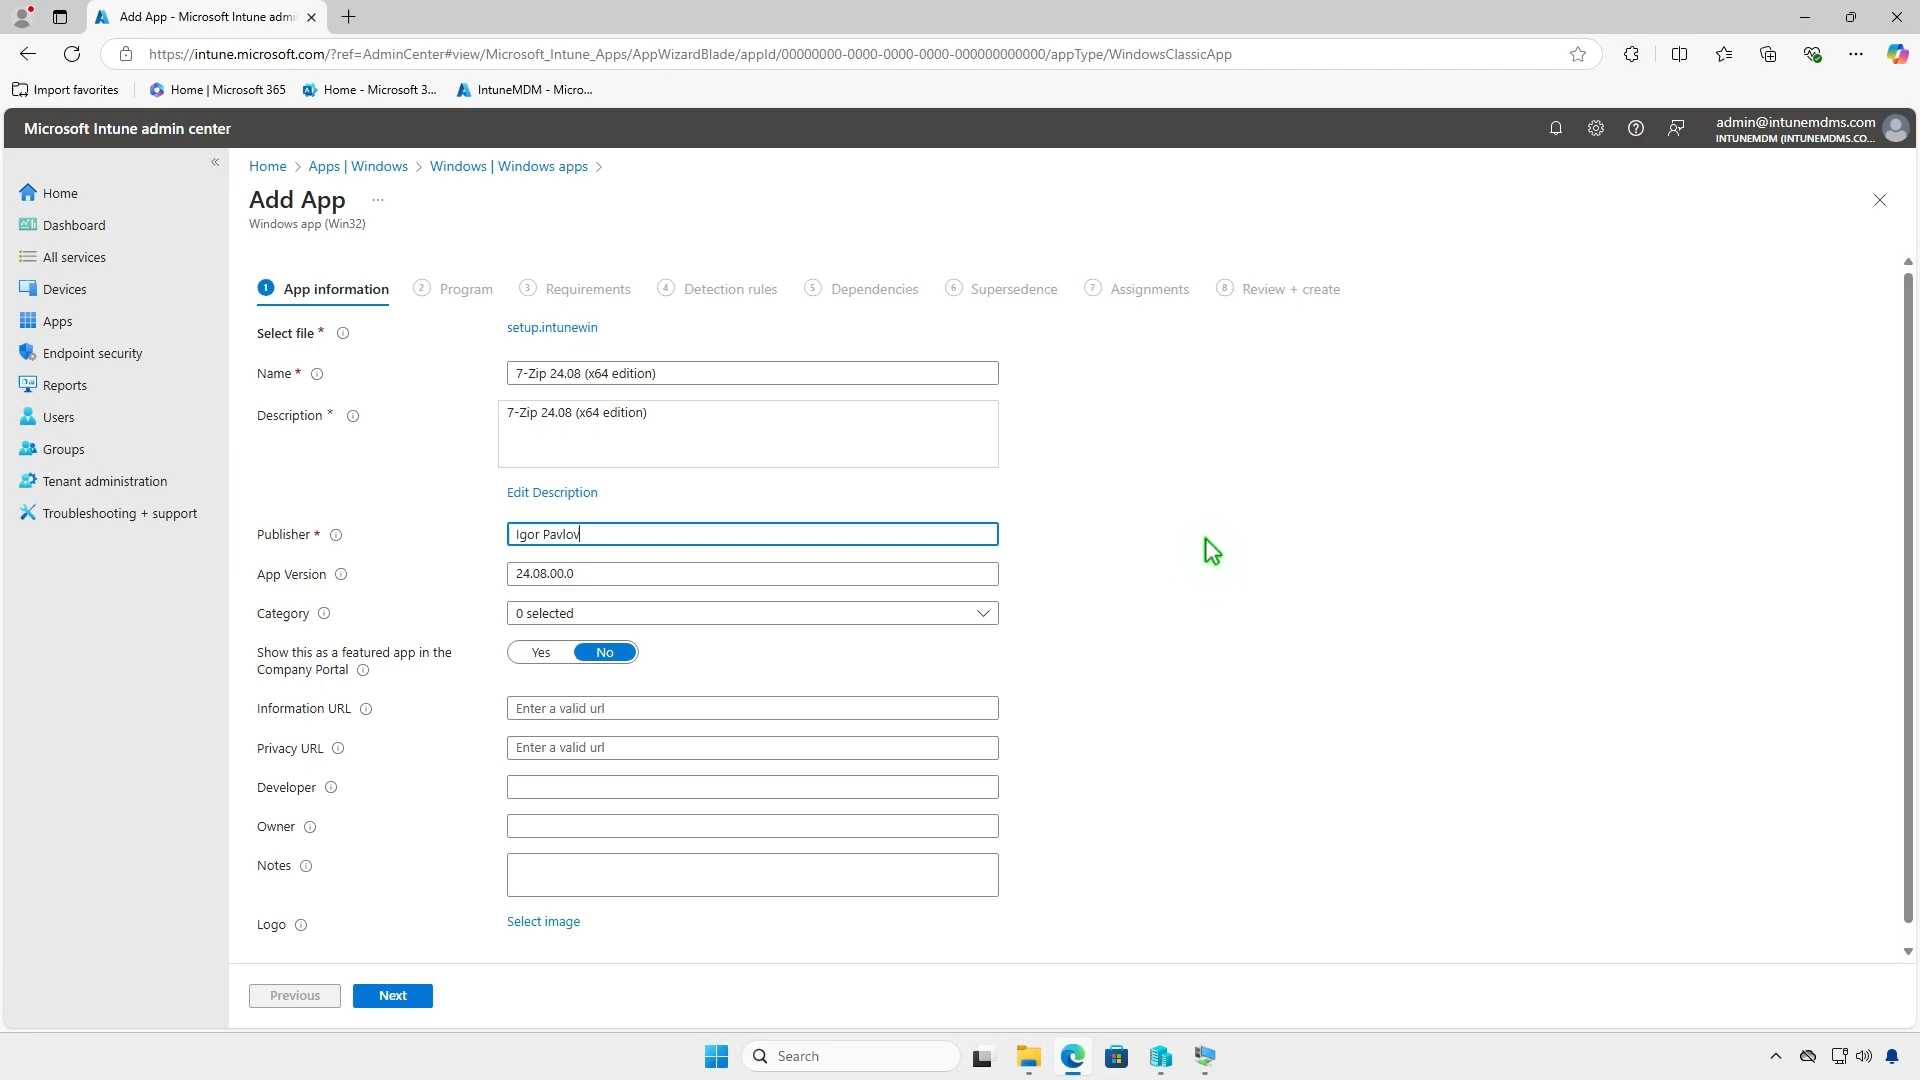 Add App - Microsoft Intune admi
https://intune.microsoft.com/?ref=AdminCenter#view/Microsoft_Intune_Apps/AppWizardBlade/appId/00000000-0000-0000-0000-000000000000/appType/WindowsClassicApp
Import favorites
Home | Microsoft 365
Home - Microsoft 3...
IntuneMDM - Micro...
Microsoft Intune admin center
admin@intunemdms.com
INTUNEMDM (INTUNEMDMS.CO...
Home
Dashboard
All services
Devices
Apps
Endpoint security
Reports
Users
Groups
Tenant administration
Troubleshooting + support
Home > Apps | Windows > Windows | Windows apps >
Add App ...
Windows app (Win32)
1 App information
2 Program
3 Requirements
4 Detection rules
5 Dependencies
6 Supersedence
7 Assignments
8 Review + create
Select file *
setup.intunewin
Name *
7-Zip 24.08 (x64 edition)
Description *
7-Zip 24.08 (x64 edition)
Edit Description
Publisher *
Igor Pavlov
App Version
24.08.00.0
Category
0 selected
Show this as a featured app in the
Company Portal
Yes No
Information URL
Enter a valid url
Privacy URL
Enter a valid url
Developer
Owner
Notes
Logo
Select image
Previous
Next
Search